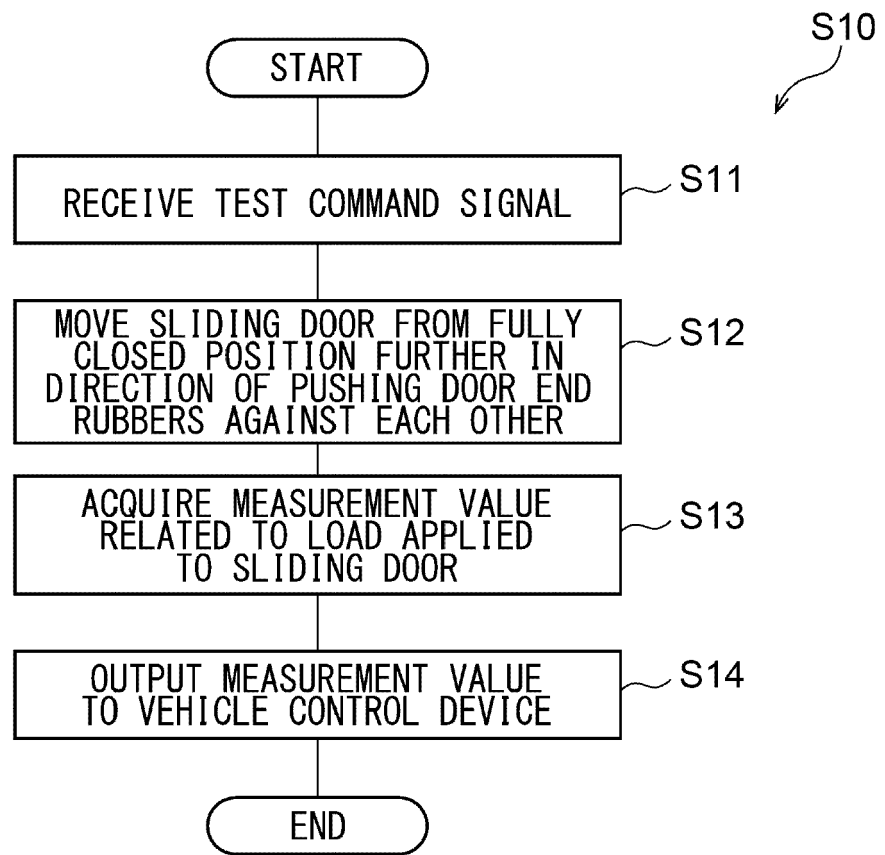 S10
START
RECEIVE TEST COMMAND SIGNAL
S11
MOVE SLIDING DOOR FROM FULLY
CLOSED POSITION FURTHER IN
DIRECTION OF PUSHING DOOR END
RUBBERS AGAINST EACH OTHER
S12
ACQUIRE MEASUREMENT VALUE
RELATED TO LOAD APPLIED
TO SLIDING DOOR
S13
OUTPUT MEASUREMENT VALUE
TO VEHICLE CONTROL DEVICE
S14
END